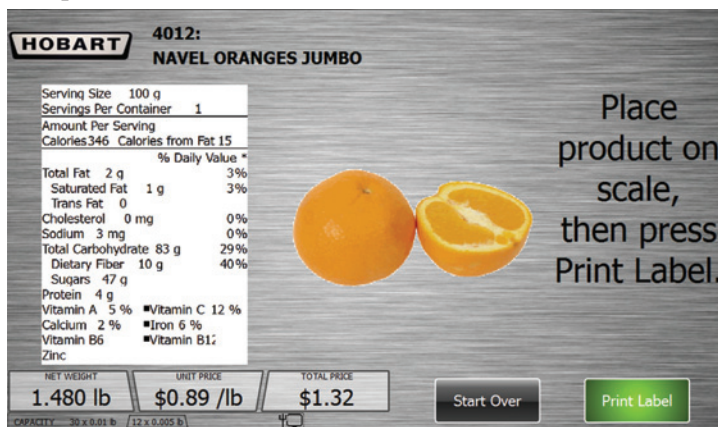 HOBART
4012:
NAVEL ORANGES JUMBO
Serving Size 100 g
Servings Per Container 1
Amount Per Serving
Calories 346 Calories from Fat 15
% Daily Value *
Total Fat 2 g 3%
Saturated Fat 1 g 3%
Trans Fat 0
Cholesterol 0 mg 0%
Sodium 3 mg 0%
Total Carbohydrate 83 g 29%
Dietary Fiber 10 g 40%
Sugars 47 g
Protein 4 g
Vitamin A 5 % ■Vitamin C 12 %
Calcium 2 % ■Iron 6 %
Vitamin B6 ■Vitamin B12
Zinc
Place
product on
scale,
then press
Print Label.
NET WEIGHT
1.480 lb
UNIT PRICE
$0.89 /lb
TOTAL PRICE
$1.32
Start Over
Print Label
CAPACITY 30 x 0.01 lb 12 x 0.005 lb